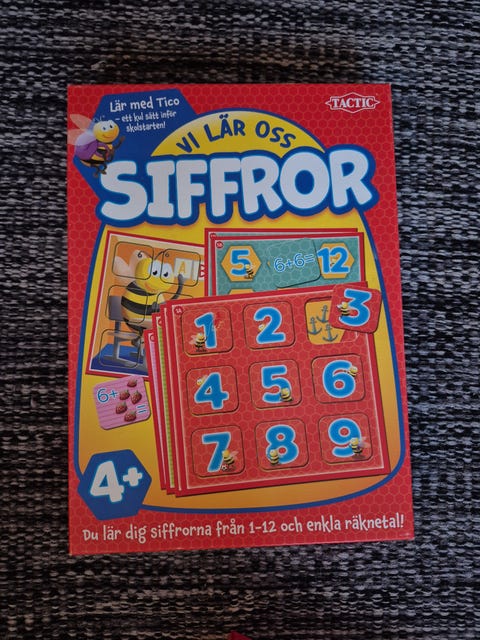 Lär med Tico
– ett kul sätt inför
skolstarten!
TACTIC
VI LÄR OSS
SIFFROR
5 6+6= 12
1 2 3
4 5 6
7 8 9
6+
=
4+
Du lär dig siffrorna från 1-12 och enkla räknetal!